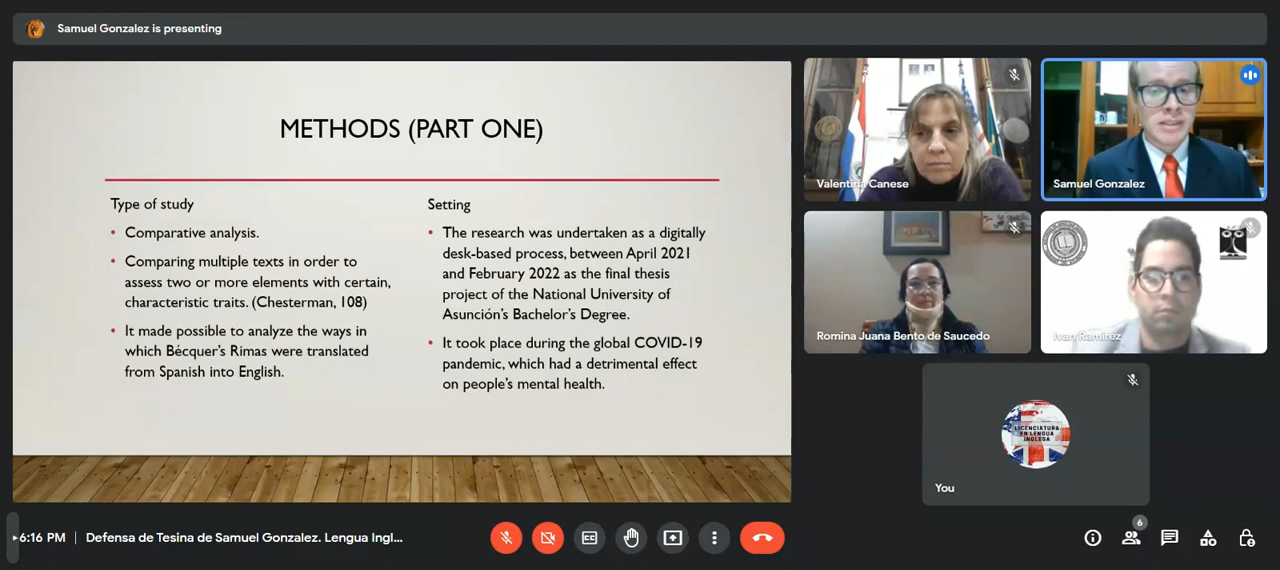 Samuel Gonzalez is presenting
METHODS (PART ONE)
Type of study
• Comparative analysis.
• Comparing multiple texts in order to
assess two or more elements with certain,
characteristic traits. (Chesterman, 108)
• It made possible to analyze the ways in
which Bécquer's Rimas were translated
from Spanish into English.
Setting
• The research was undertaken as a digitally
desk-based process, between April 2021
and February 2022 as the final thesis
project of the National University of
Asunción's Bachelor's Degree.
• It took place during the global COVID-19
pandemic, which had a detrimental effect
on people's mental health.
Valentina Canese
Samuel Gonzalez
Romina Juana Bento de Saucedo
Ivan Ramirez
LICENCIATURA
EN LENGUA
INGLESA
You
6:16 PM
Defensa de Tesina de Samuel Gonzalez. Lengua Ingl...
CC
6